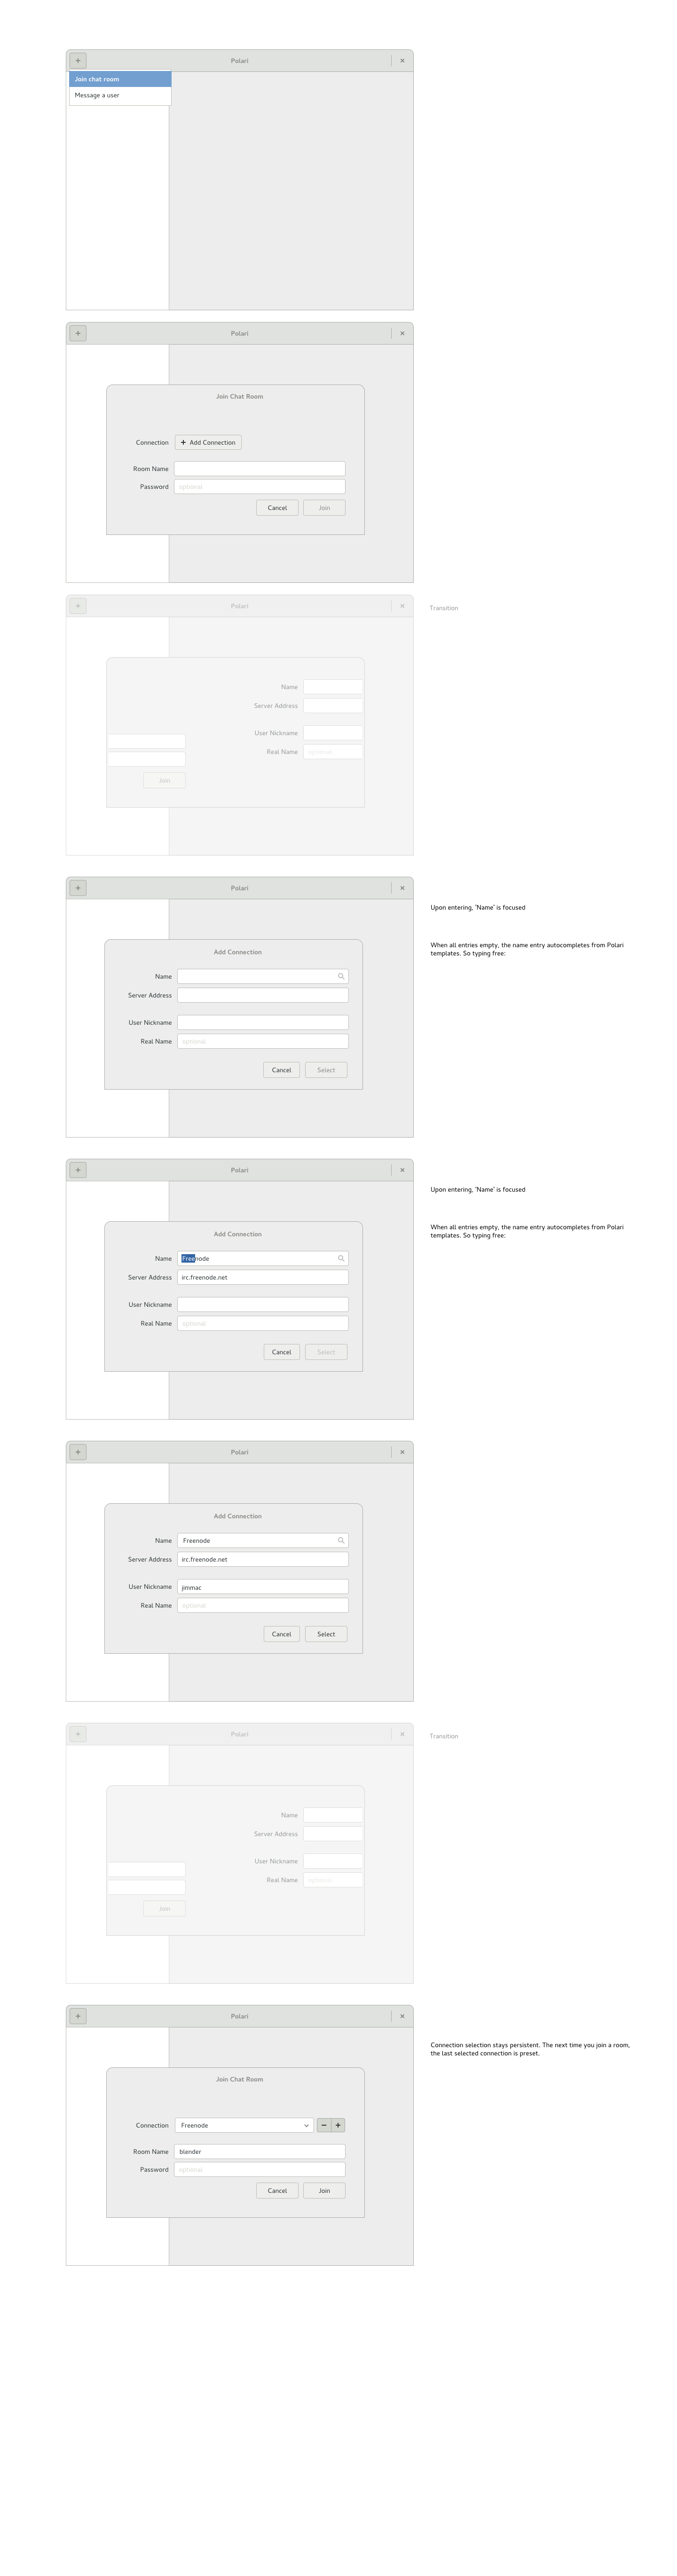 +
Polari
×
Join chat room
Message a user
+
Polari
×
Join Chat Room
Connection
+ Add Connection
Room Name
Password
optional
Cancel
Join
+
Polari
×
Transition
Name
Server Address
User Nickname
Real Name
optional
Join
+
Polari
×
Upon entering, 'Name' is focused
When all entries empty, the name entry autocompletes from Polari
templates. So typing free:
Add Connection
Name
Server Address
User Nickname
Real Name
optional
Cancel
Select
+
Polari
×
Upon entering, 'Name' is focused
When all entries empty, the name entry autocompletes from Polari
templates. So typing free:
Add Connection
Name
Freenode
Server Address
irc.freenode.net
User Nickname
Real Name
optional
Cancel
Select
+
Polari
×
Add Connection
Name
Freenode
Server Address
irc.freenode.net
User Nickname
jimmac
Real Name
optional
Cancel
Select
+
Polari
×
Transition
Name
Server Address
User Nickname
Real Name
optional
Join
+
Polari
×
Connection selection stays persistent. The next time you join a room,
the last selected connection is preset.
Join Chat Room
Connection
Freenode
− +
Room Name
blender
Password
optional
Cancel
Join